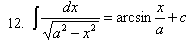 12. ∫ dx / √(a² − x²) = arcsin x/a + c